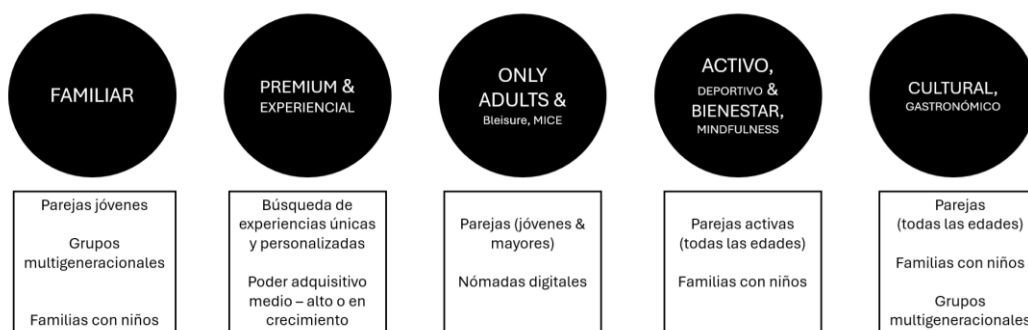 FAMILIAR
PREMIUM &
EXPERIENCIAL
ONLY
ADULTS &
Bleisure, MICE
ACTIVO,
DEPORTIVO &
BIENESTAR,
MINDFULNESS
CULTURAL,
GASTRONÓMICO
Parejas jóvenes
Grupos
multigeneracionales
Familias con niños
Búsqueda de
experiencias únicas
y personalizadas
Poder adquisitivo
medio – alto o en
crecimiento
Parejas (jóvenes &
mayores)
Nómadas digitales
Parejas activas
(todas las edades)
Familias con niños
Parejas
(todas las edades)
Familias con niños
Grupos
multigeneracionales